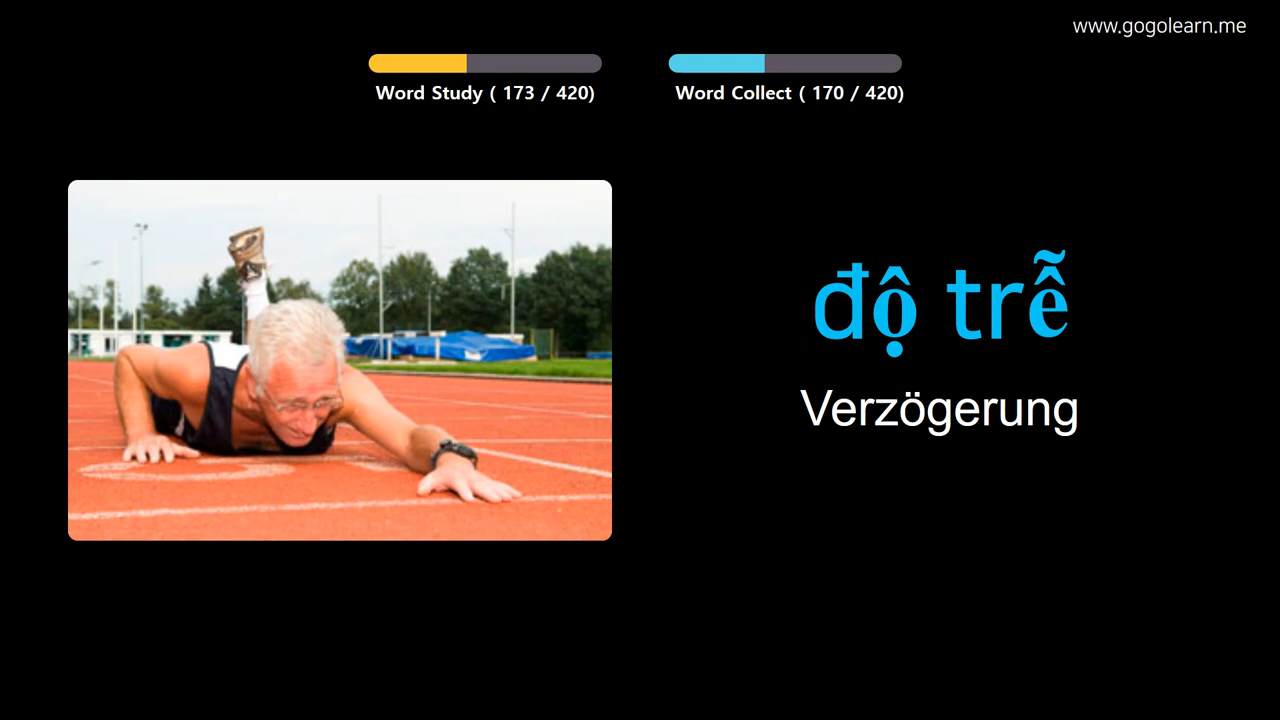 www.gogolearn.me
Word Study ( 173 / 420)
Word Collect ( 170 / 420)
độ trễ
Verzögerung